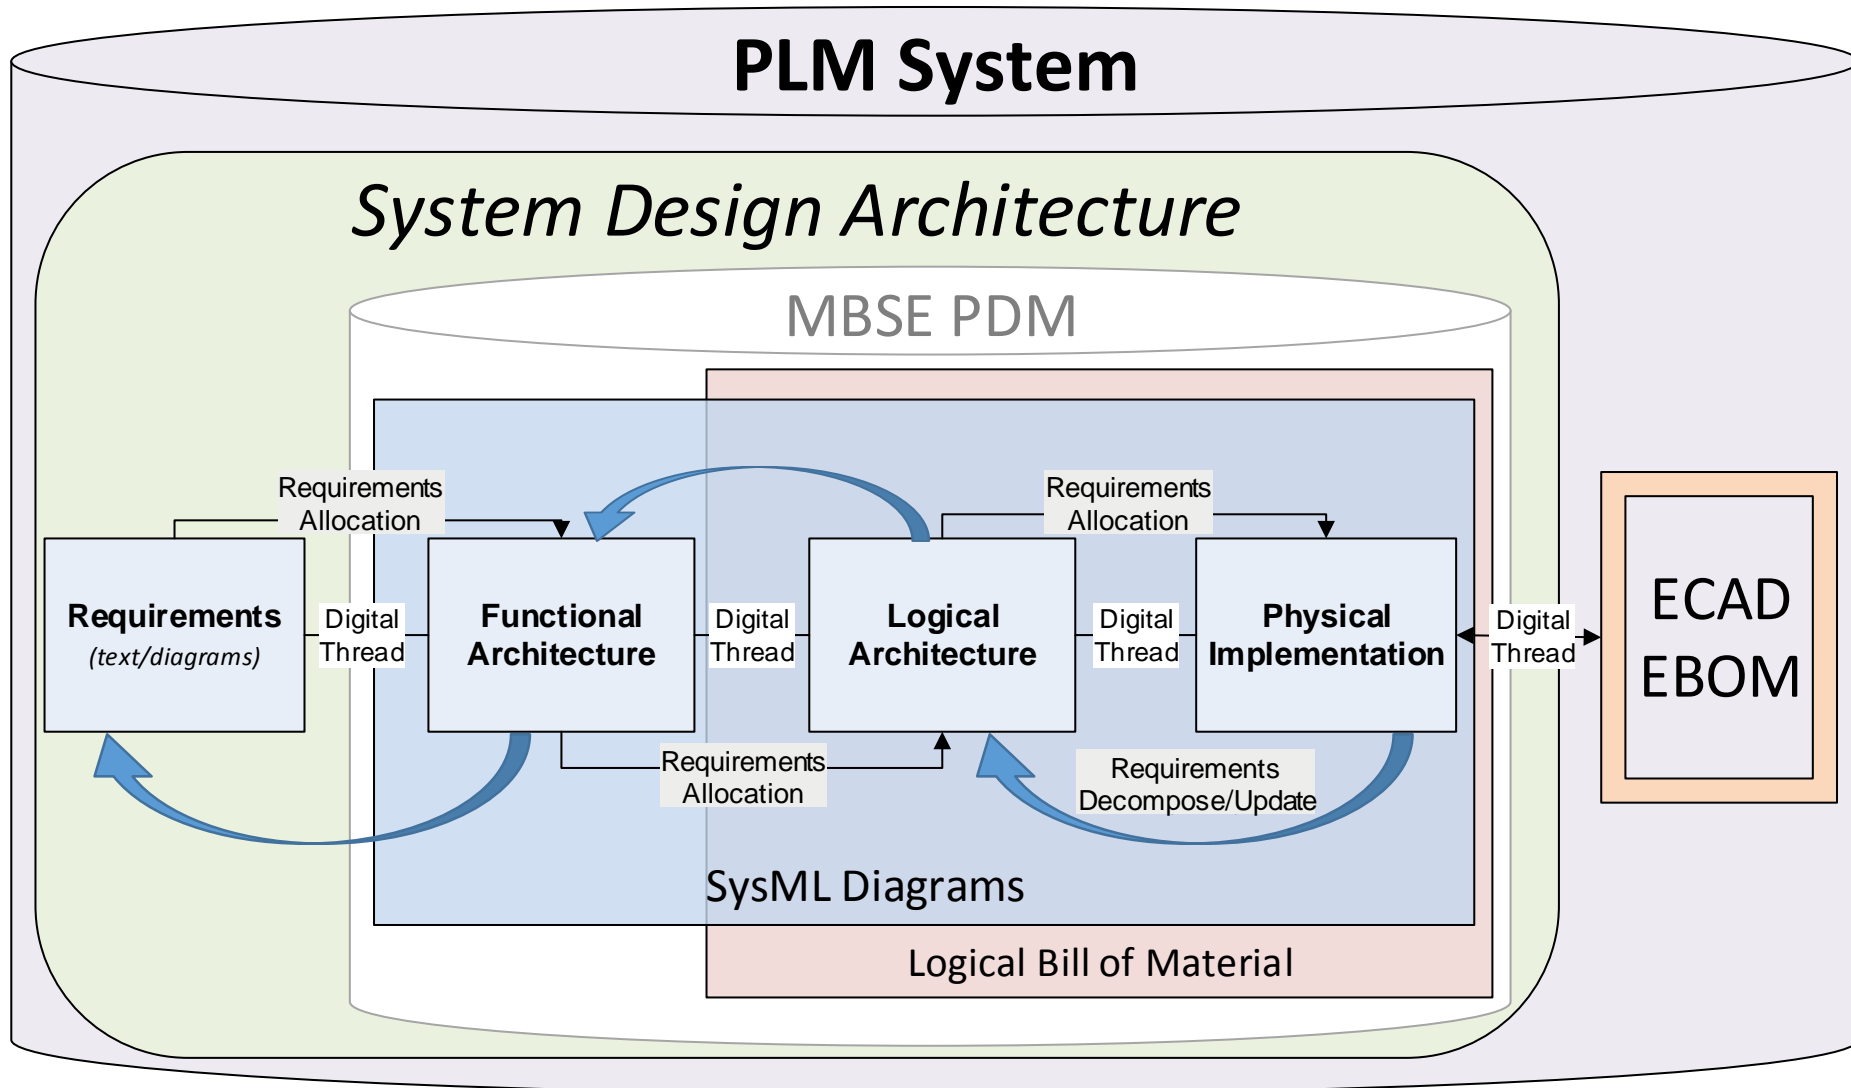 PLM System
System Design Architecture
MBSE PDM
Requirements
Allocation
Requirements
Allocation
Requirements
(text/diagrams)
Digital
Thread
Functional
Architecture
Digital
Thread
Logical
Architecture
Digital
Thread
Physical
Implementation
Digital
Thread
ECAD
EBOM
Requirements
Allocation
Requirements
Decompose/Update
SysML Diagrams
Logical Bill of Material